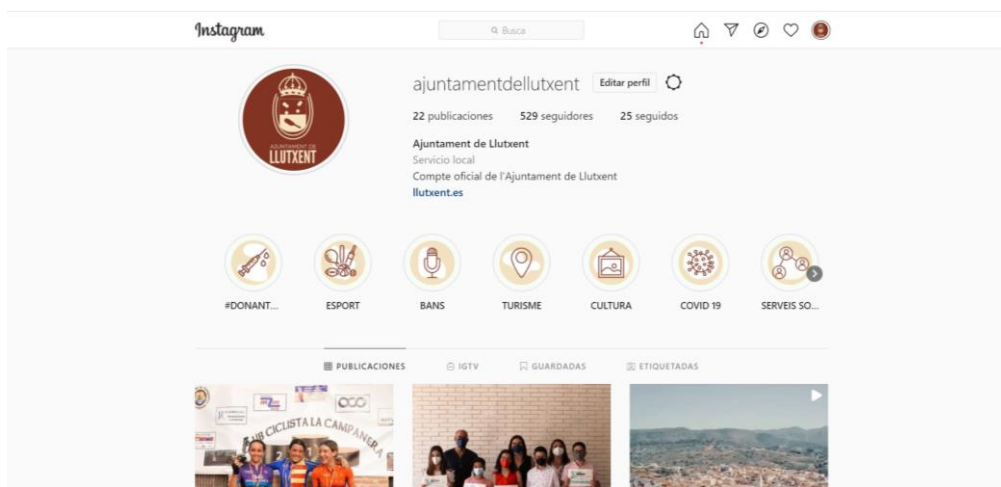 Instagram
Busca
ajuntamentdellutxent Editar perfil
22 publicaciones 529 seguidores 25 seguidos
Ajuntament de Llutxent
Servicio local
Compte oficial de l'Ajuntament de Llutxent
llutxent.es
AJUNTAMENT DE
LLUTXENT
#DONANT... ESPORT BANS TURISME CULTURA COVID 19 SERVEIS SO...
PUBLICACIONES IGTV GUARDADAS ETIQUETADAS
CLUB CICLISTA LA CAMPANERA